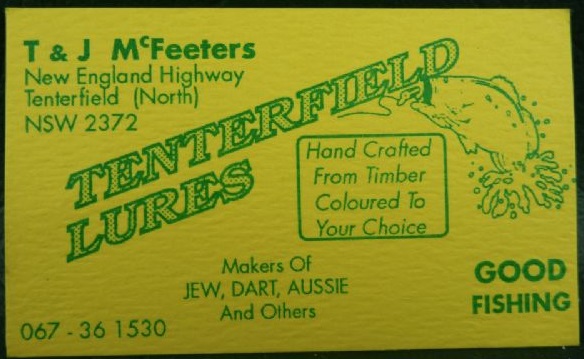 T & J McFeeters
New England Highway
Tenterfield (North)
NSW 2372
TENTERFIELD
LURES
Hand Crafted
From Timber
Coloured To
Your Choice
Makers Of
JEW, DART, AUSSIE
And Others
GOOD
FISHING
067 - 36 1530